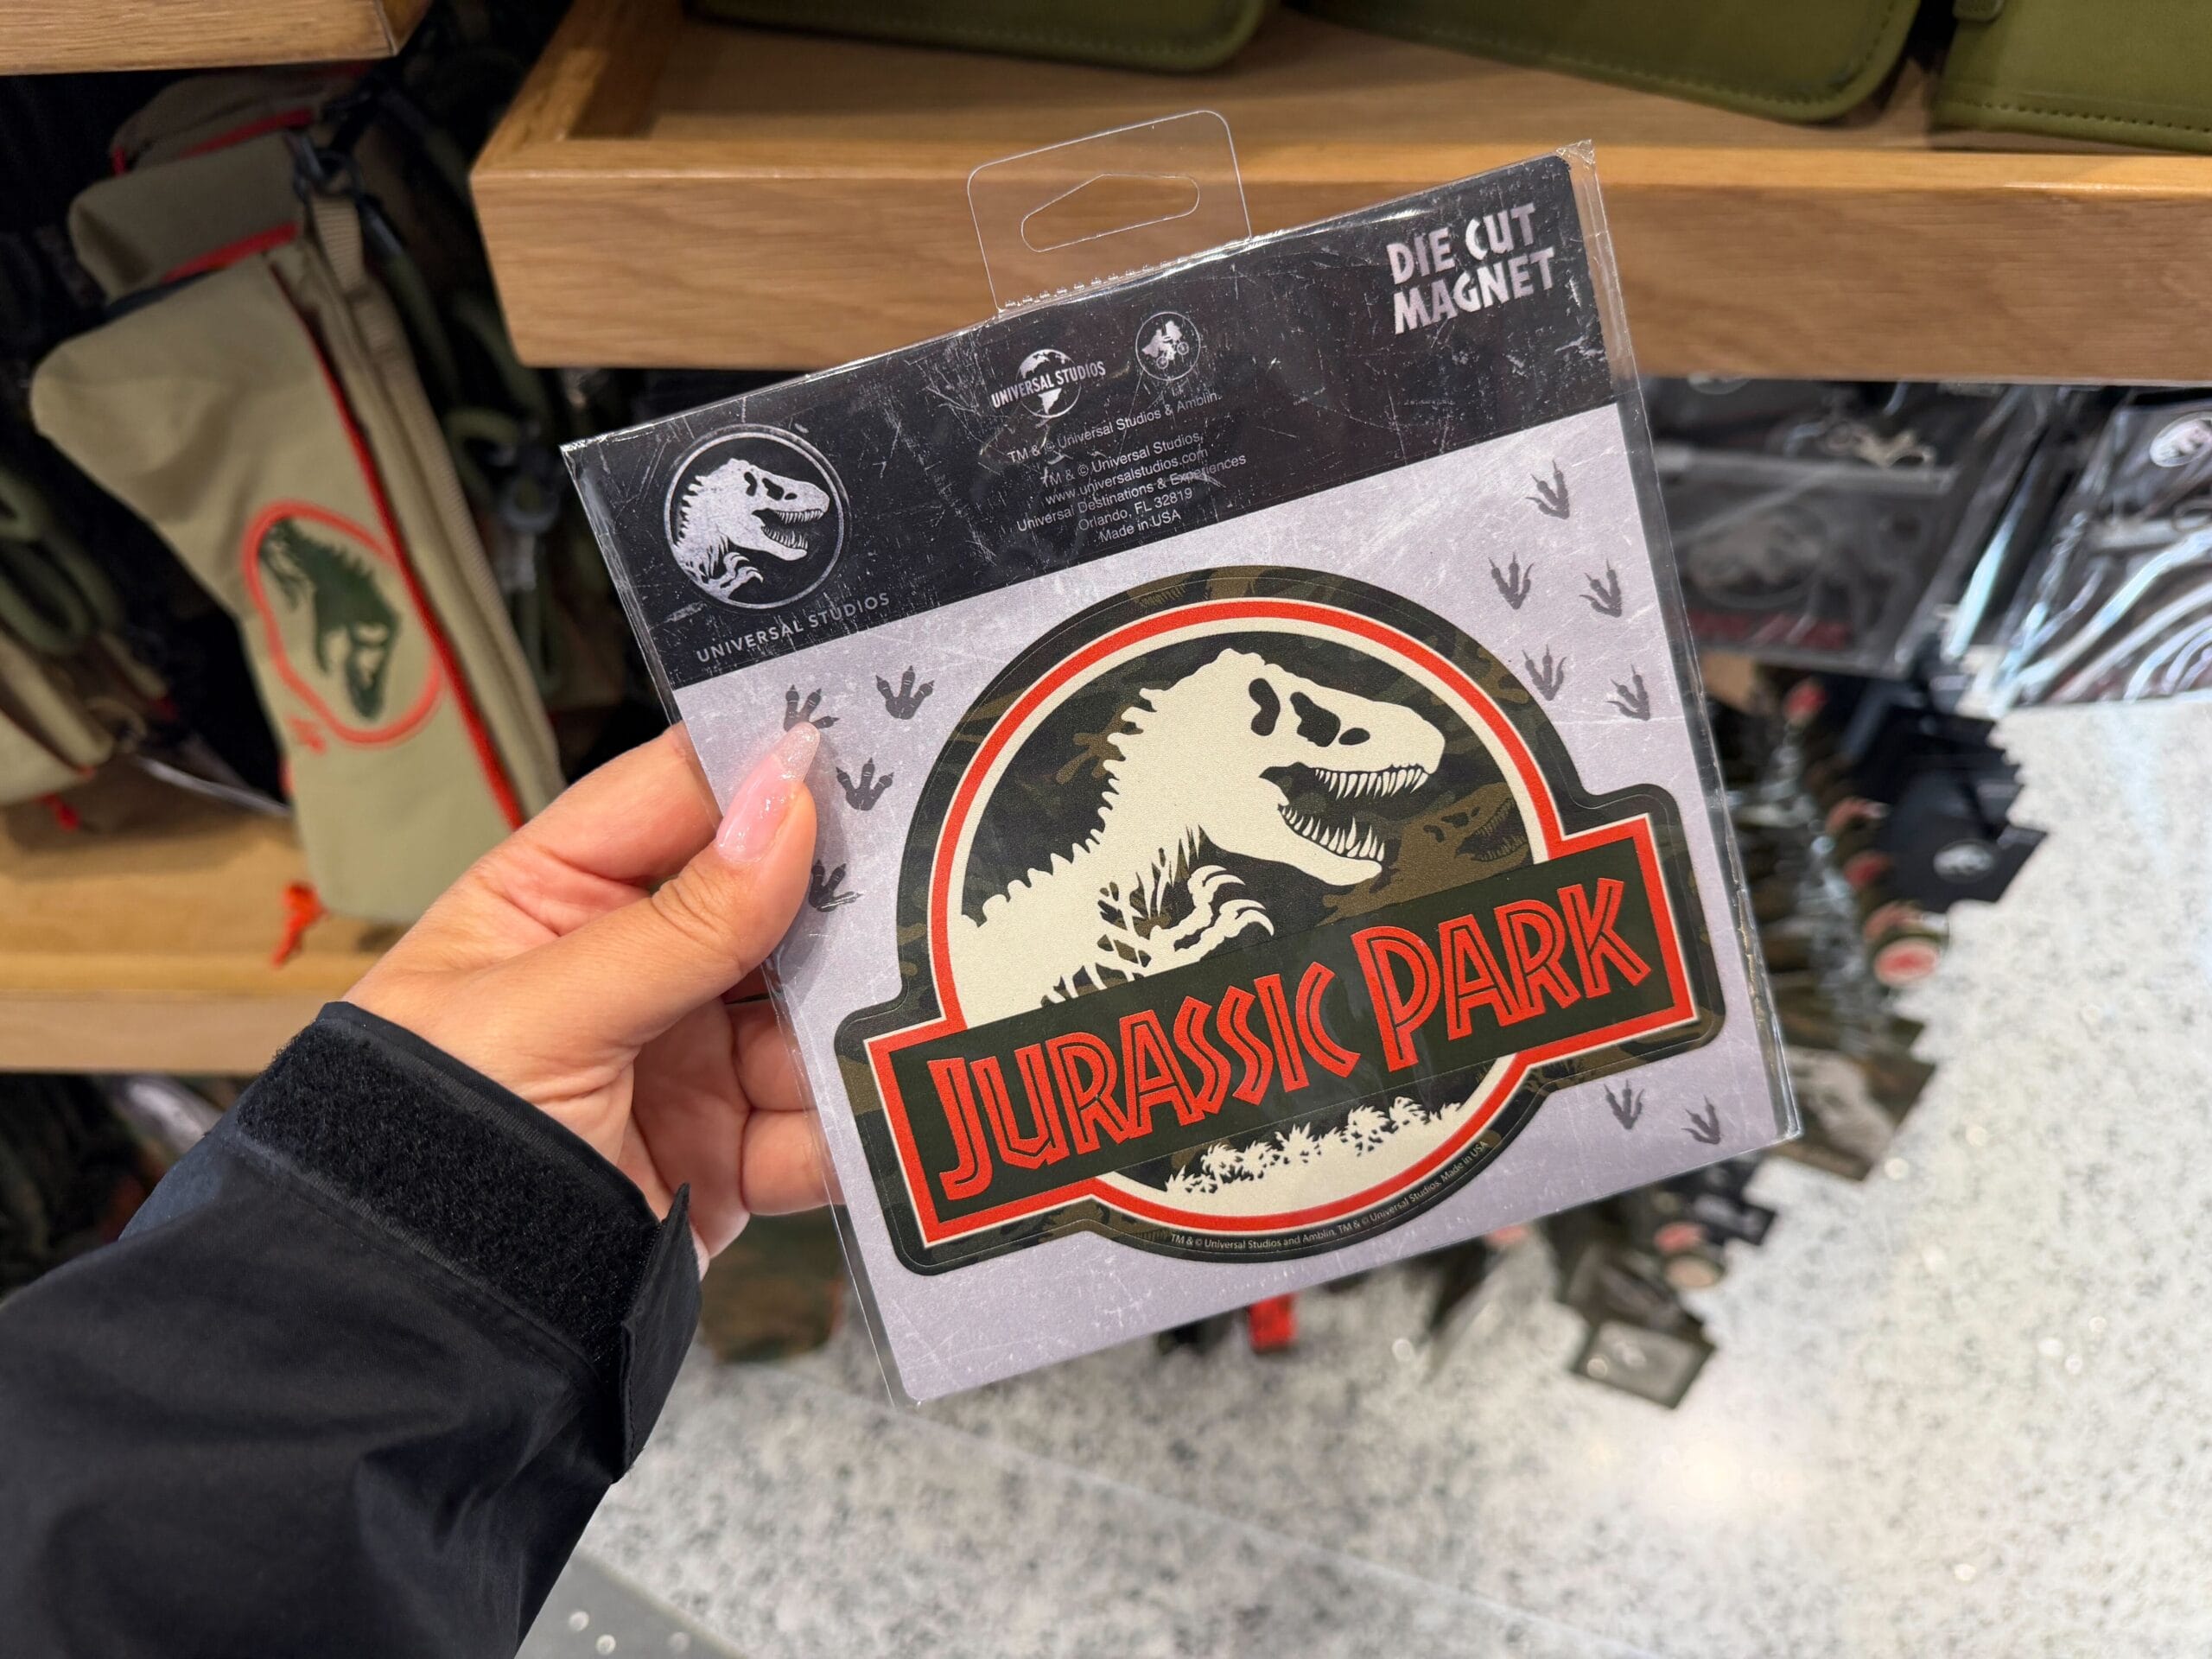 DIE CUT
MAGNET
UNIVERSAL STUDIOS
TM & © Universal Studios & Amblin.
TM & © Universal Studios.
www.universalstudios.com
Universal Destinations & Experiences
Orlando, FL 32819
Made in USA
UNIVERSAL STUDIOS
JURASSIC PARK
TM & © Universal Studios and Amblin. TM & © Universal Studios. Made in USA